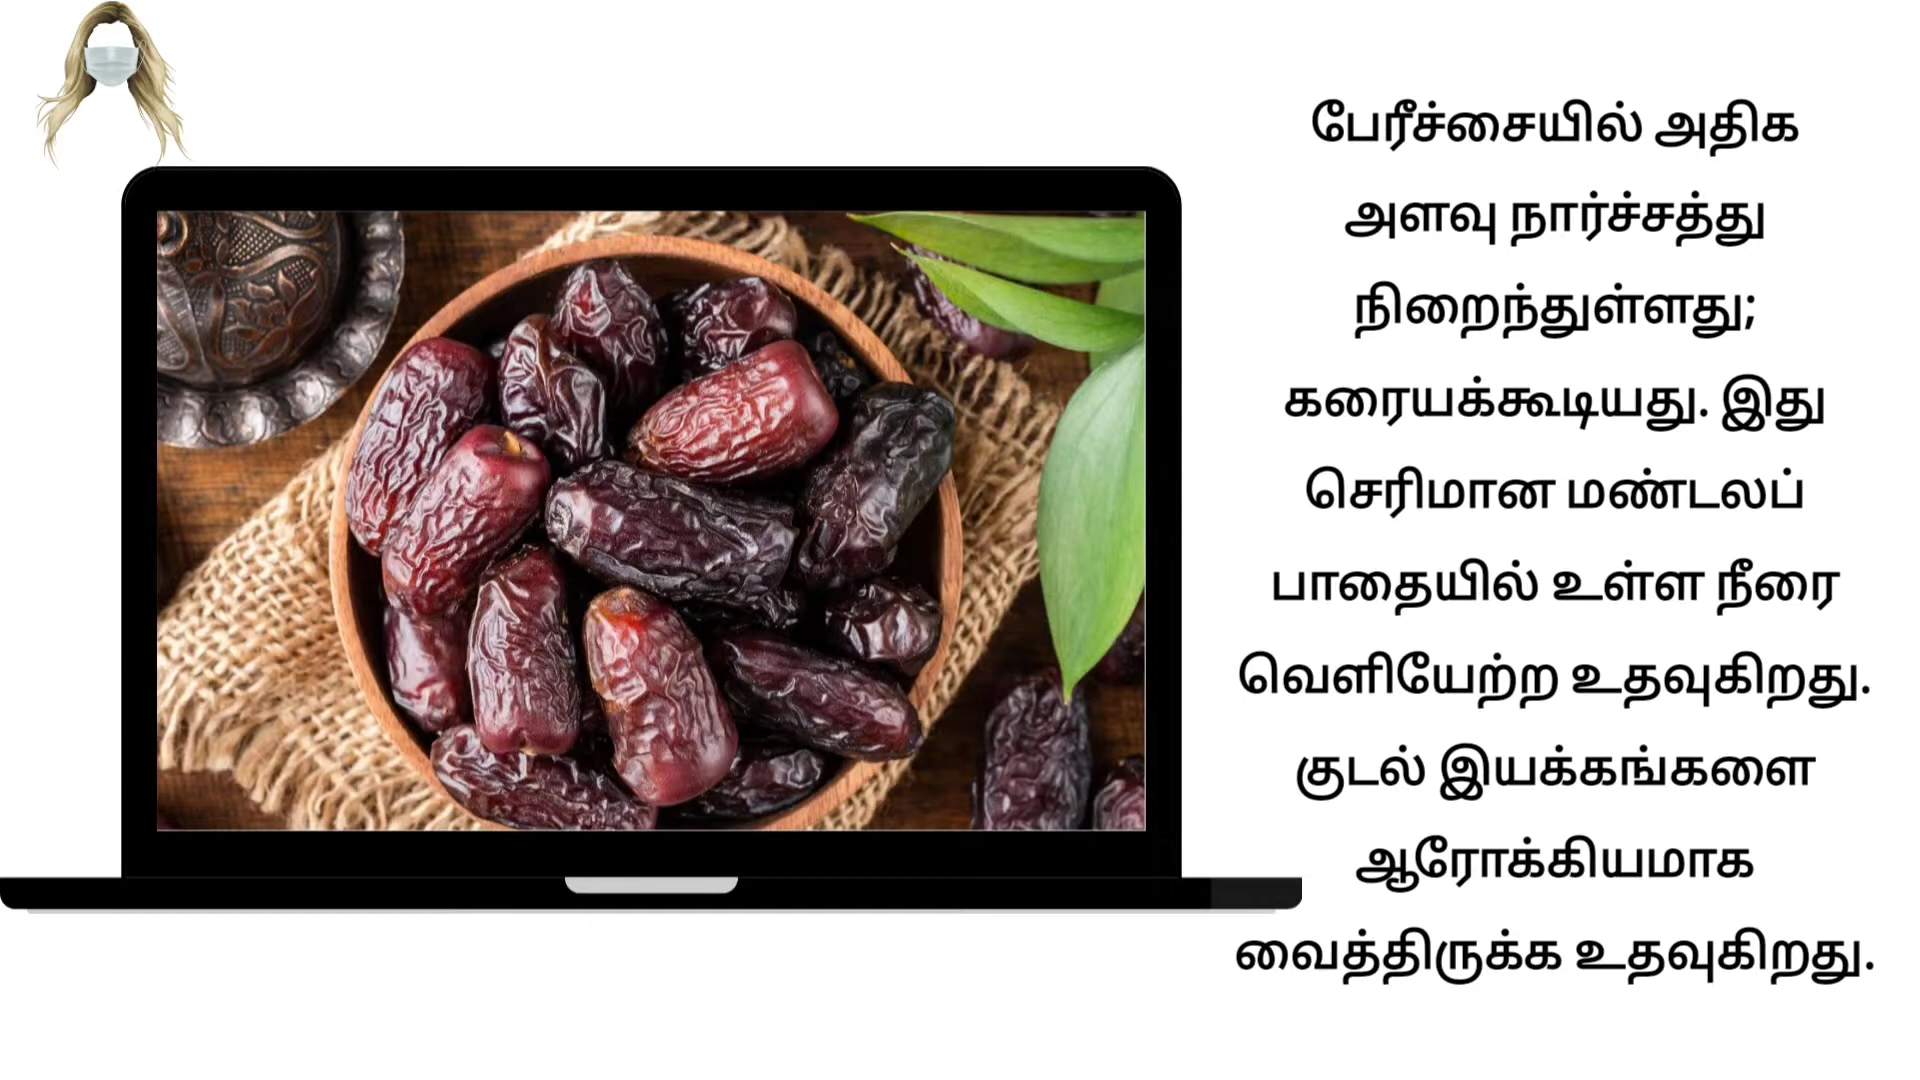 பேரீச்சையில் அதிக
அளவு நார்ச்சத்து
நிறைந்துள்ளது;
கரையக்கூடியது. இது
செரிமான மண்டலப்
பாதையில் உள்ள நீரை
வெளியேற்ற உதவுகிறது.
குடல் இயக்கங்களை
ஆரோக்கியமாக
வைத்திருக்க உதவுகிறது.